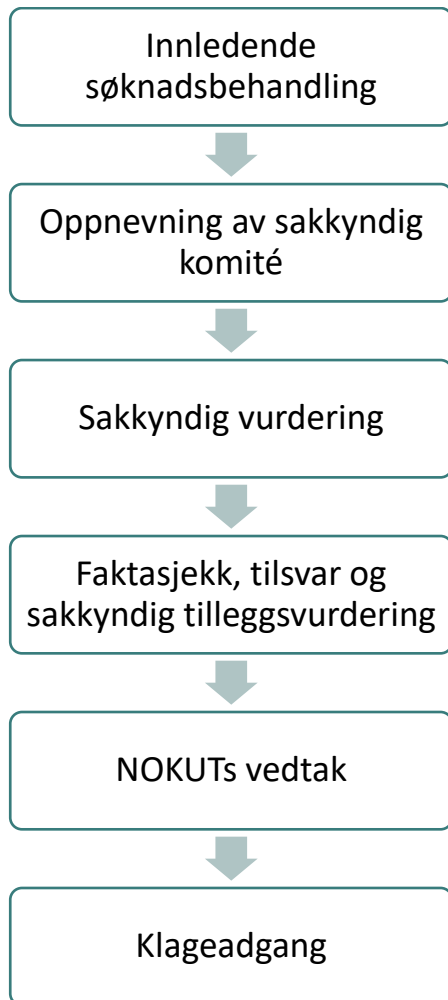 Innledende
søknadsbehandling
Oppnevning av sakkyndig
komité
Sakkyndig vurdering
Faktasjekk, tilsvar og
sakkyndig tilleggsvurdering
NOKUTs vedtak
Klageadgang